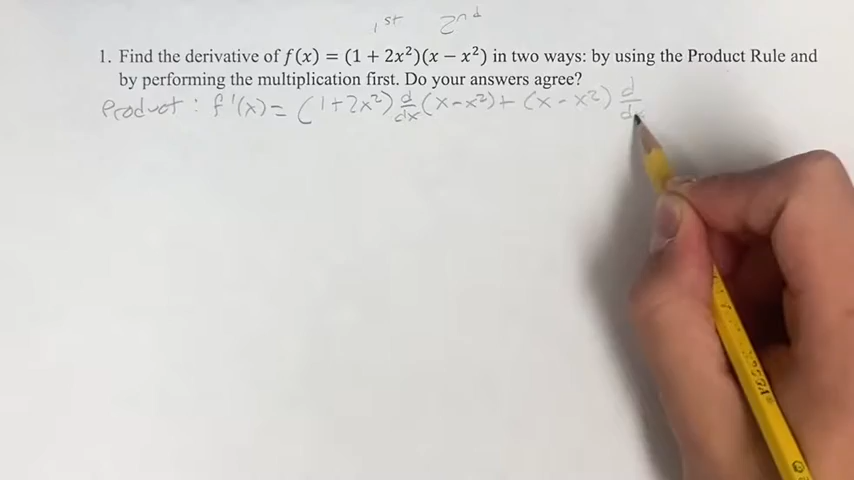 1st 2nd
1. Find the derivative of f(x) = (1 + 2x²)(x − x²) in two ways: by using the Product Rule and
by performing the multiplication first. Do your answers agree?
Product: f'(x) = (1+2x²) d/dx (x-x²) + (x-x²) d/dx